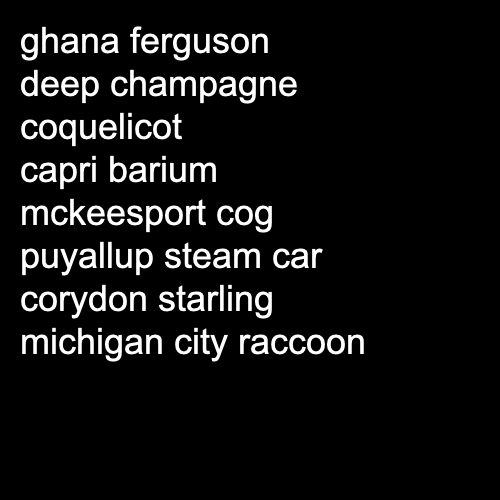 ghana ferguson
deep champagne
coquelicot
capri barium
mckeesport cog
puyallup steam car
corydon starling
michigan city raccoon